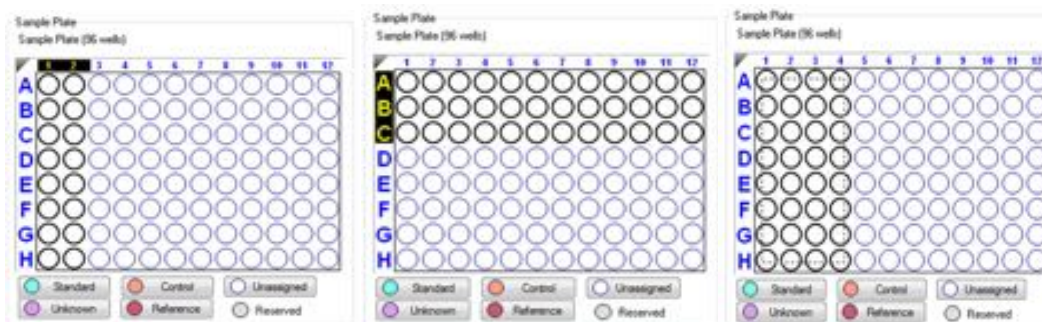 Sample Plate
Sample Plate (96 wells)
1 2 3 4 5 6 7 8 9 10 11 12
A
B
C
D
E
F
G
H
Standard Control Unassigned
Unknown Reference Reserved
Sample Plate
Sample Plate (96 wells)
1 2 3 4 5 6 7 8 9 10 11 12
A
B
C
D
E
F
G
H
Standard Control Unassigned
Unknown Reference Reserved
Sample Plate
Sample Plate (96 wells)
1 2 3 4 5 6 7 8 9 10 11 12
A
B
C
D
E
F
G
H
Standard Control Unassigned
Unknown Reference Reserved